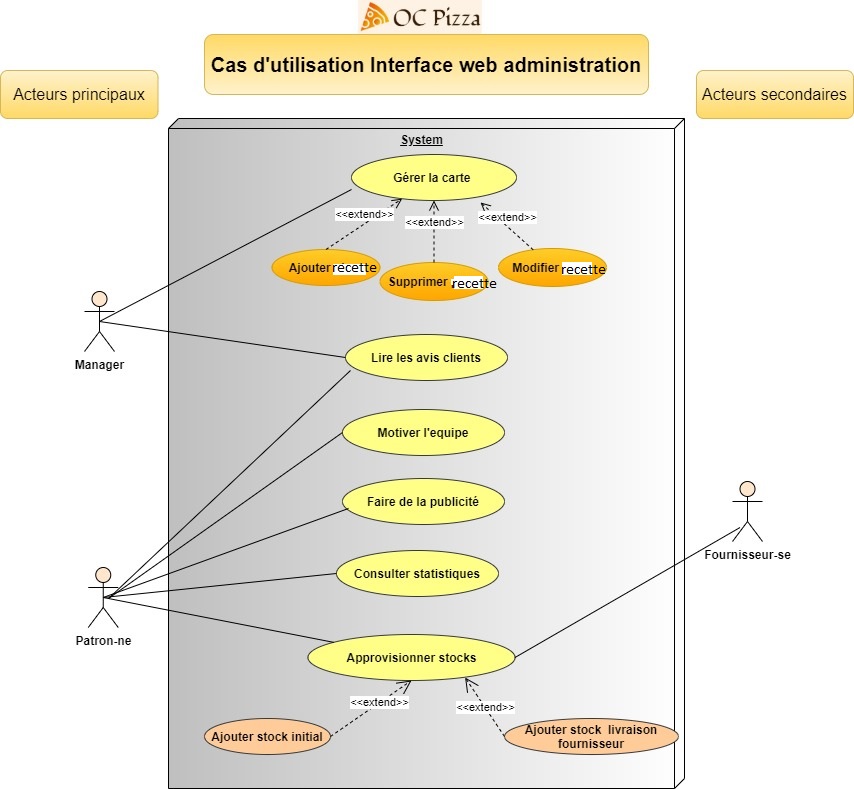 OC Pizza
Cas d'utilisation Interface web administration
Acteurs principaux
Acteurs secondaires
System
Gérer la carte
<<extend>>
<<extend>>
<<extend>>
Ajouter recette
Supprimer recette
Modifier recette
Manager
Lire les avis clients
Motiver l'equipe
Faire de la publicité
Fournisseur-se
Consulter statistiques
Patron-ne
Approvisionner stocks
<<extend>>
<<extend>>
Ajouter stock initial
Ajouter stock livraison
fournisseur